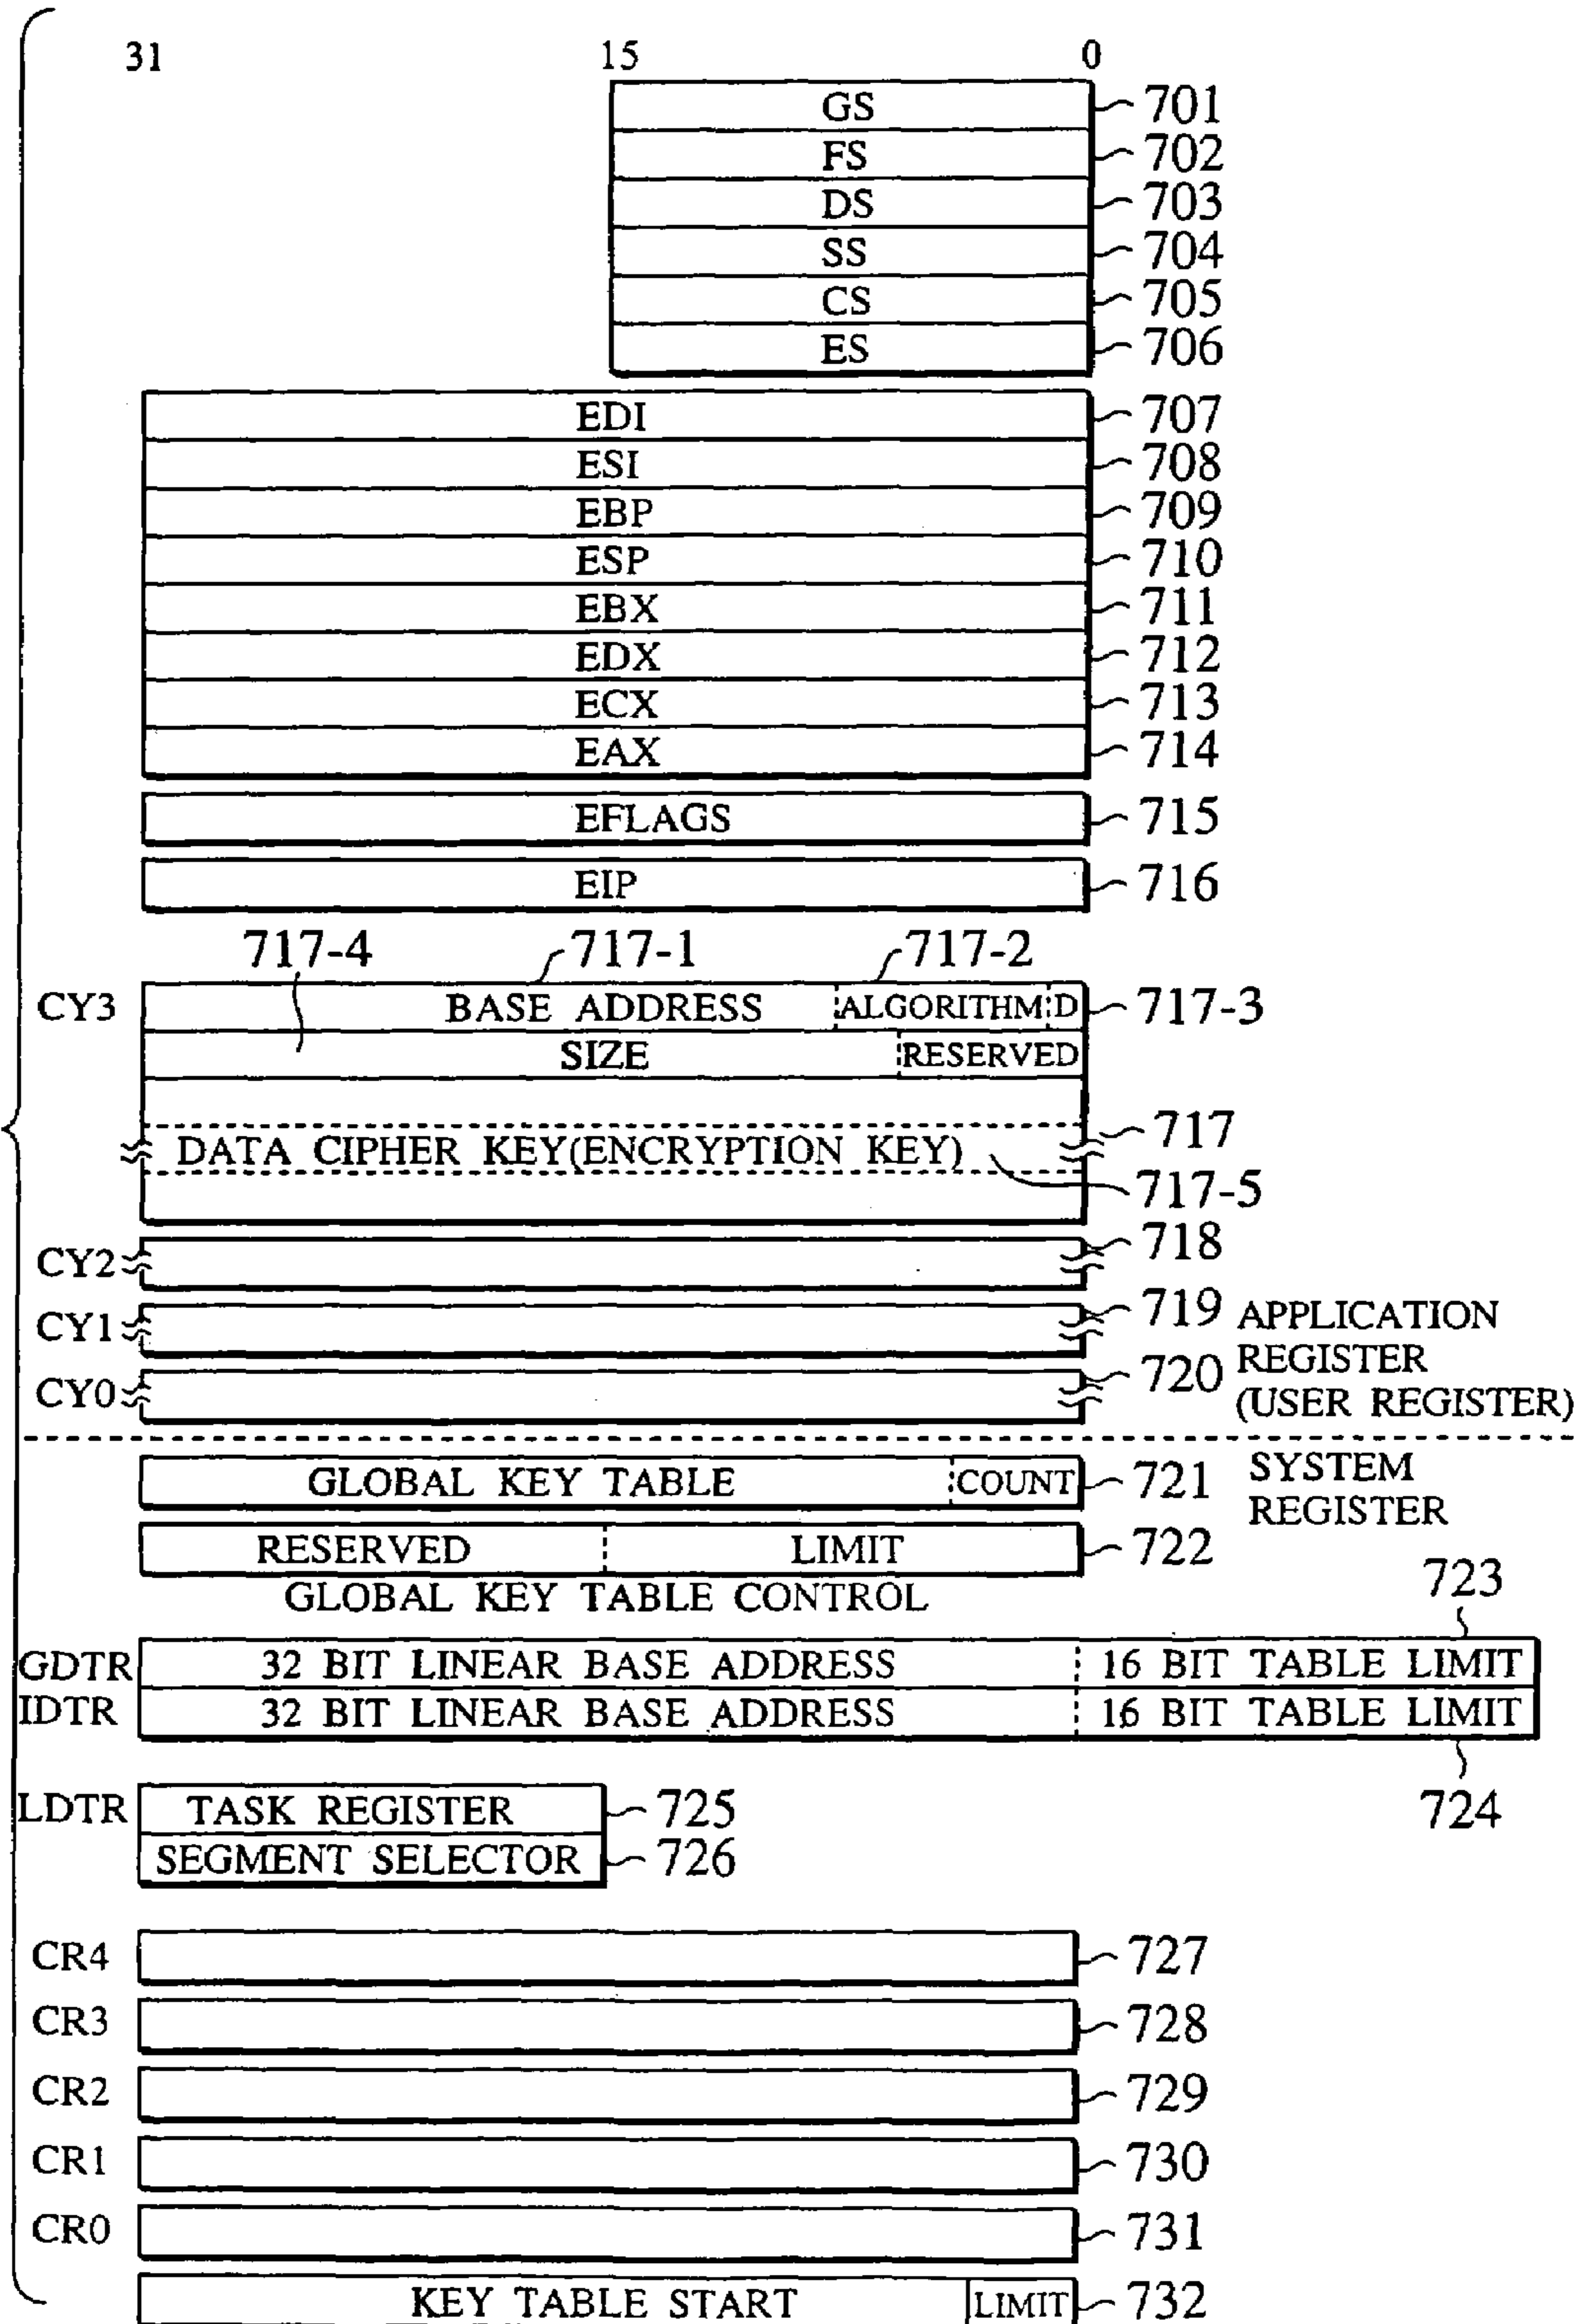 31 15 0
GS 701
FS 702
DS 703
SS 704
CS 705
ES 706
EDI 707
ESI 708
EBP 709
ESP 710
EBX 711
EDX 712
ECX 713
EAX 714
EFLAGS 715
EIP 716
717-4 717-1 717-2
CY3 BASE ADDRESS ALGORITHM D 717-3
SIZE RESERVED
717
DATA CIPHER KEY(ENCRYPTION KEY)
717-5
CY2 718
CY1 719
CY0 720
APPLICATION
REGISTER
(USER REGISTER)
GLOBAL KEY TABLE COUNT 721
SYSTEM
REGISTER
RESERVED LIMIT 722
GLOBAL KEY TABLE CONTROL
723
GDTR 32 BIT LINEAR BASE ADDRESS 16 BIT TABLE LIMIT
IDTR 32 BIT LINEAR BASE ADDRESS 16 BIT TABLE LIMIT
724
LDTR TASK REGISTER 725
SEGMENT SELECTOR 726
CR4 727
CR3 728
CR2 729
CR1 730
CR0 731
KEY TABLE START LIMIT 732